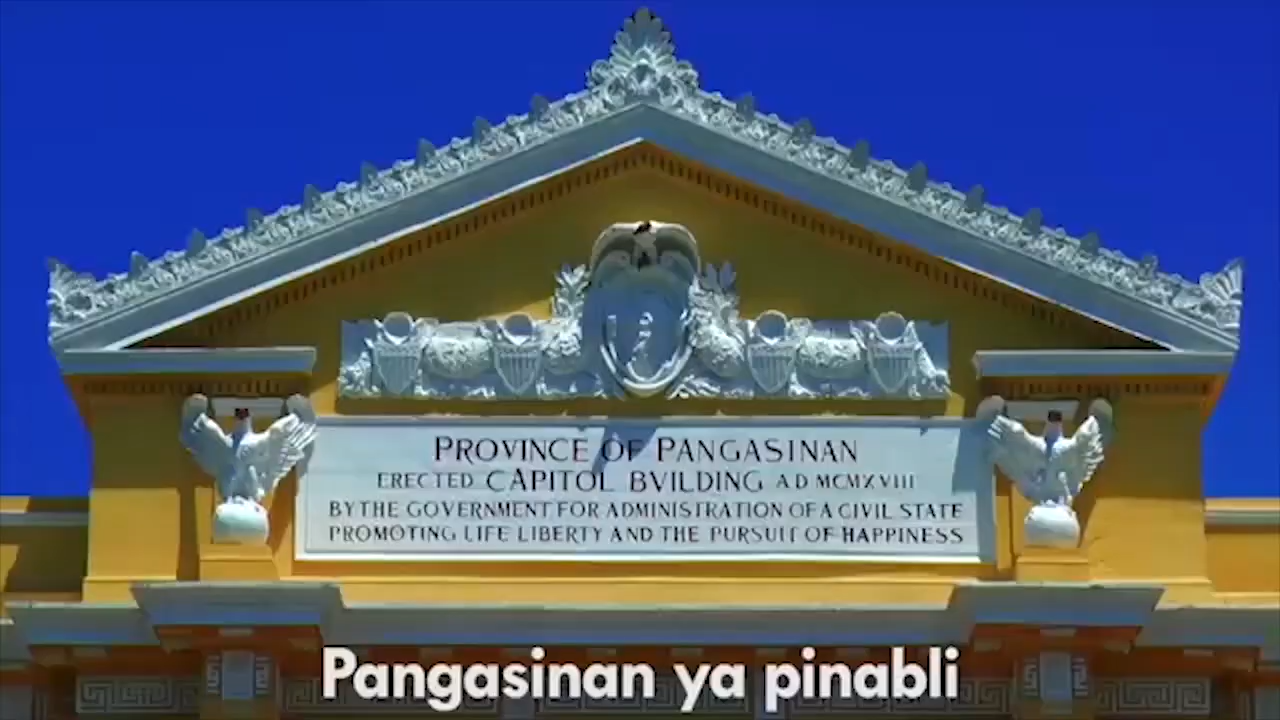 PROVINCE OF PANGASINAN
ERECTED CAPITOL BVILDING A D MCMXVIII
BY THE GOVERNMENT FOR ADMINISTRATION OF A CIVIL STATE
PROMOTING LIFE LIBERTY AND THE PURSUIT OF HAPPINESS
Pangasinan ya pinabli